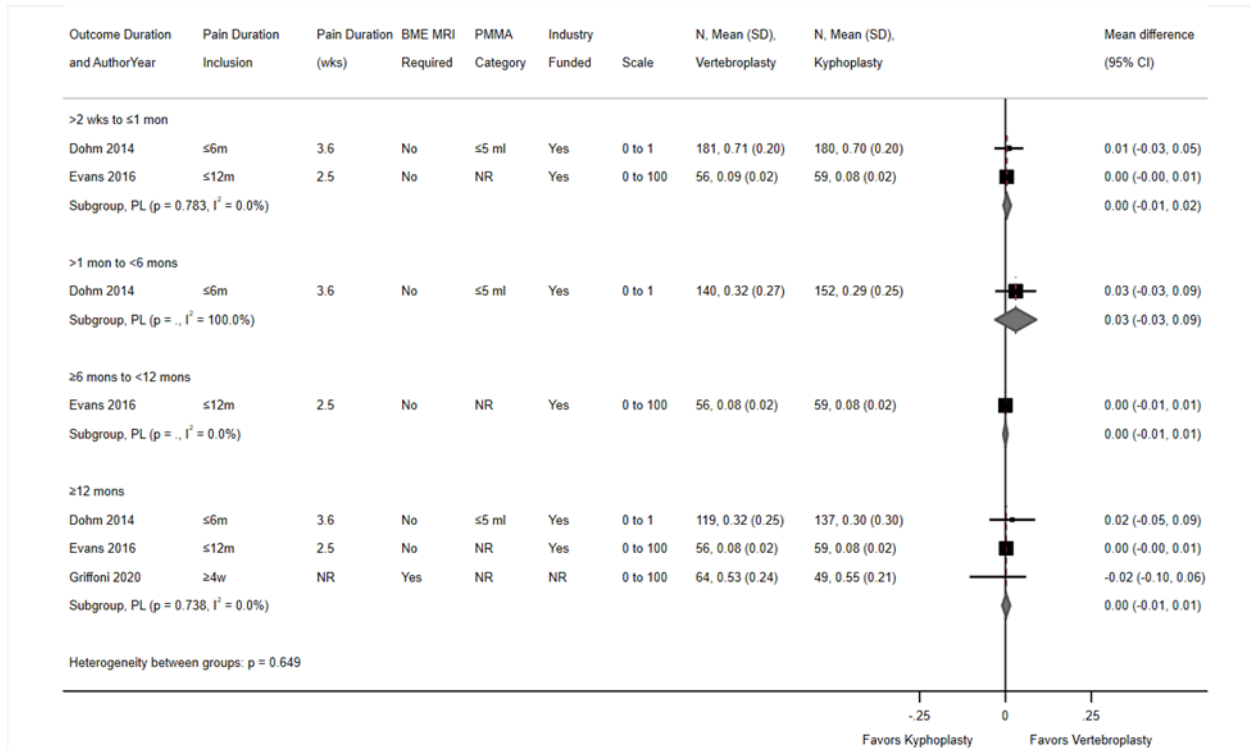 Outcome Duration Pain Duration Pain Duration BME MRI PMMA Industry N, Mean (SD), N, Mean (SD), Mean difference
and AuthorYear Inclusion (wks) Required Category Funded Scale Vertebroplasty Kyphoplasty (95% CI)
>2 wks to ≤1 mon
Dohm 2014 ≤6m 3.6 No ≤5 ml Yes 0 to 1 181, 0.71 (0.20) 180, 0.70 (0.20) 0.01 (-0.03, 0.05)
Evans 2016 ≤12m 2.5 No NR Yes 0 to 100 56, 0.09 (0.02) 59, 0.08 (0.02) 0.00 (-0.00, 0.01)
Subgroup, PL (p = 0.783, I² = 0.0%) 0.00 (-0.01, 0.02)
>1 mon to <6 mons
Dohm 2014 ≤6m 3.6 No ≤5 ml Yes 0 to 1 140, 0.32 (0.27) 152, 0.29 (0.25) 0.03 (-0.03, 0.09)
Subgroup, PL (p = ., I² = 100.0%) 0.03 (-0.03, 0.09)
≥6 mons to <12 mons
Evans 2016 ≤12m 2.5 No NR Yes 0 to 100 56, 0.08 (0.02) 59, 0.08 (0.02) 0.00 (-0.01, 0.01)
Subgroup, PL (p = ., I² = 0.0%) 0.00 (-0.01, 0.01)
≥12 mons
Dohm 2014 ≤6m 3.6 No ≤5 ml Yes 0 to 1 119, 0.32 (0.25) 137, 0.30 (0.30) 0.02 (-0.05, 0.09)
Evans 2016 ≤12m 2.5 No NR Yes 0 to 100 56, 0.08 (0.02) 59, 0.08 (0.02) 0.00 (-0.00, 0.01)
Griffoni 2020 ≥4w NR Yes NR NR 0 to 100 64, 0.53 (0.24) 49, 0.55 (0.21) -0.02 (-0.10, 0.06)
Subgroup, PL (p = 0.738, I² = 0.0%) 0.00 (-0.01, 0.01)
Heterogeneity between groups: p = 0.649
-.25 0 .25
Favors Kyphoplasty Favors Vertebroplasty